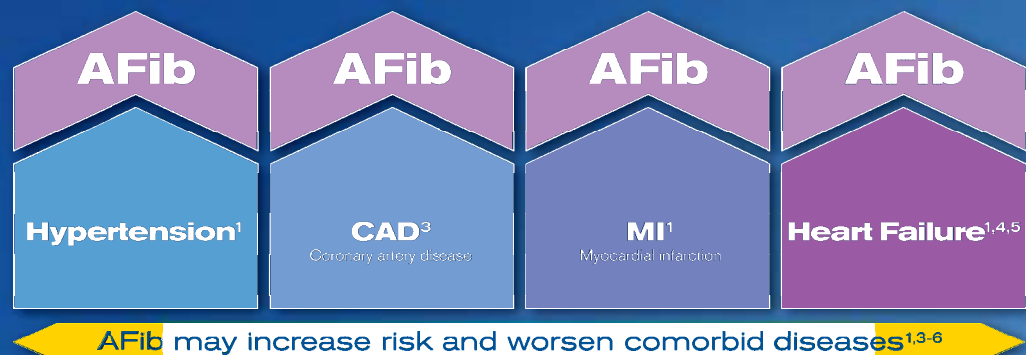 AFib AFib AFib AFib
Hypertension¹ CAD³ MI¹ Heart Failure¹,⁴,⁵
Coronary artery disease Myocardial infarction
AFib may increase risk and worsen comorbid diseases¹,³-⁶